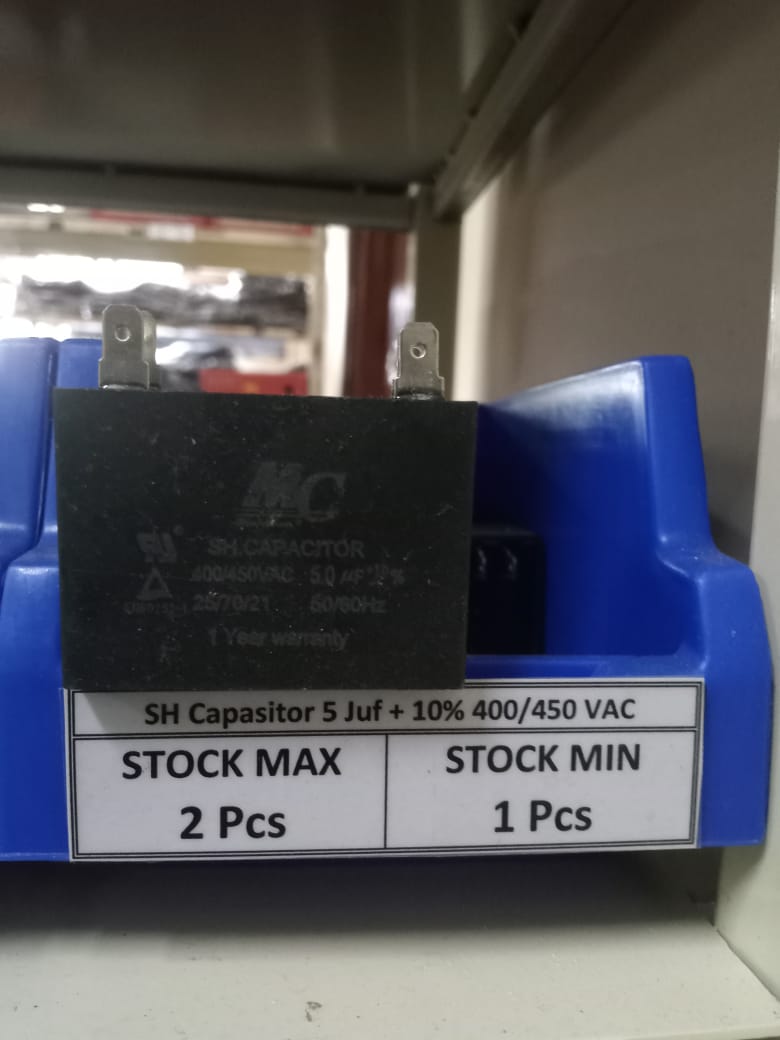 MC
SH.CAPACITOR
400/450VAC 5.0 µF
25/70/21 50/60Hz
1 Year warranty
SH Capasitor 5 Juf + 10% 400/450 VAC
STOCK MAX
STOCK MIN
2 Pcs
1 Pcs